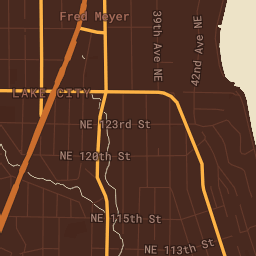 Fred Meyer
39th Ave NE
42nd Ave NE
LAKE CITY
NE 123rd St
NE 120th St
NE 115th St
NE 113th St